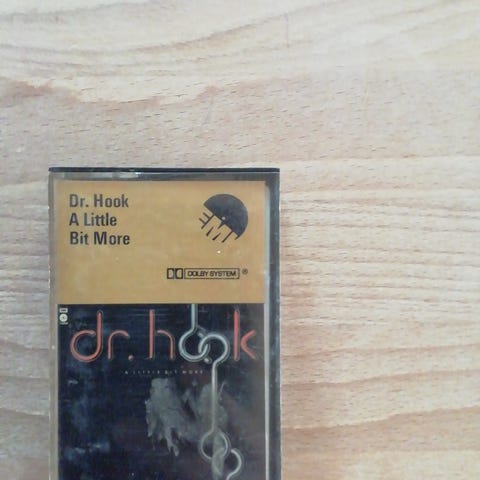 Dr. Hook
A Little
Bit More
EMI
DOLBY SYSTEM ®
dr. hook
A LITTLE BIT MORE